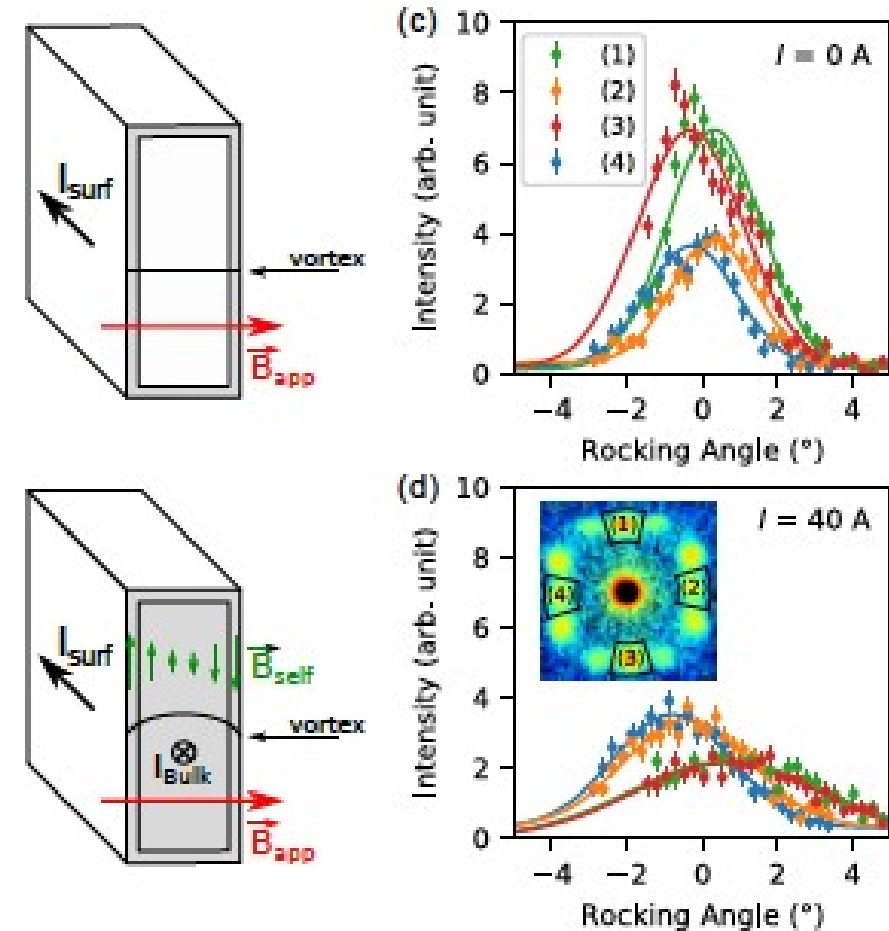 I_surf
vortex
B_app
I_surf
B_self
vortex
I_Bulk
B_app
(c)
10
8
6
4
2
0
Intensity (arb. unit)
(1)
(2)
(3)
(4)
I = 0 A
−4 −2 0 2 4
Rocking Angle (°)
(d)
10
8
6
4
2
0
Intensity (arb. unit)
(1)
(4) (2)
(3)
I = 40 A
−4 −2 0 2 4
Rocking Angle (°)